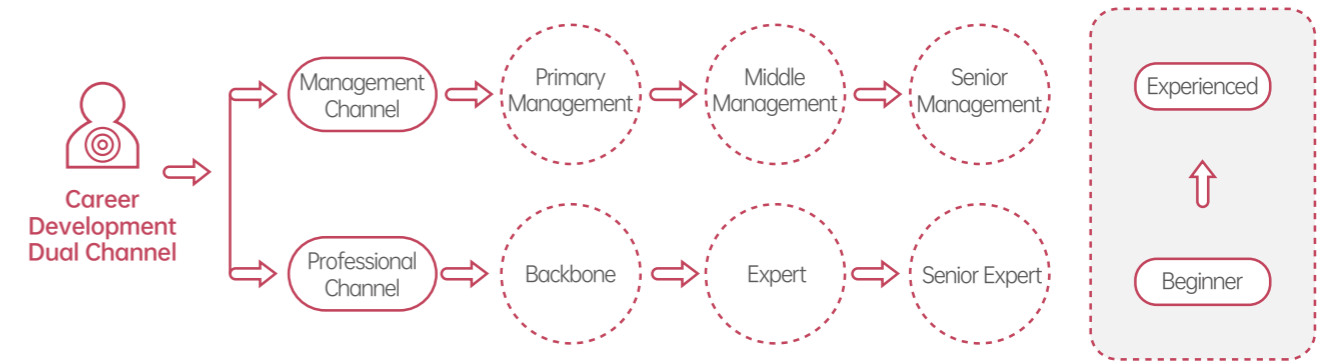 Career
Development
Dual Channel
Management
Channel
Primary
Management
Middle
Management
Senior
Management
Professional
Channel
Backbone
Expert
Senior Expert
Experienced
Beginner